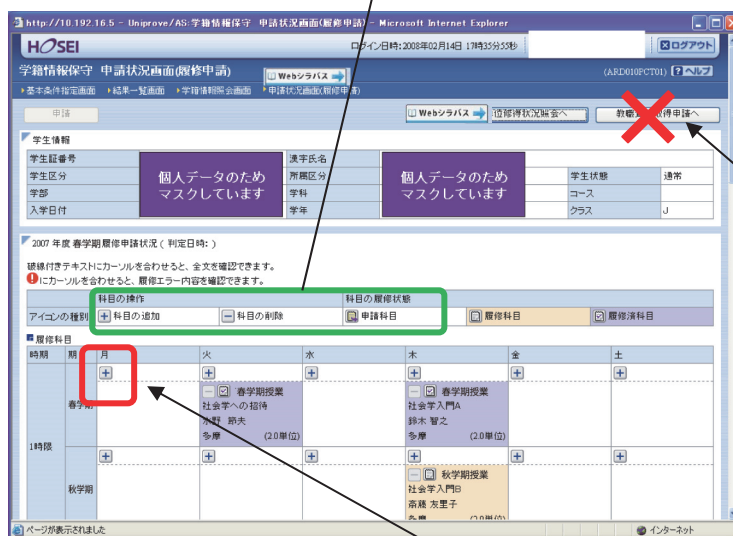 http://10.192.16.5 - Uniprove/AS:学籍情報保守 申請状況画面(履修申請) - Microsoft Internet Explorer
HOSEI
ログイン日時:2008年02月14日 17時35分55秒
ログアウト
学籍情報保守 申請状況画面(履修申請)
Webシラバス
(ARD010PCT01)
ヘルプ
基本条件指定画面 結果一覧画面 学籍情報照会画面 申請状況画面(履修申請)
申請
Webシラバス
単位修得状況照会へ
学生情報
学生証番号 漢字氏名
学生区分 所属区分 学生状態 通常
学部 学科 コース
入学日付 学年 クラス J
個人データのため
マスクしています
個人データのため
マスクしています
2007 年度 春学期履修申請状況 ( 判定日時: )
破線付きテキストにカーソルを合わせると、全文を確認できます。
にカーソルを合わせると、履修エラー内容を確認できます。
科目の操作 科目の履修状態
アイコンの種別 科目の追加 科目の削除 申請科目 履修科目 履修済科目
履修科目
時期 期 月 火 水 木 金 土
1時限
春学期
春学期授業
社会学への招待
水野 節夫
多摩 (2.0単位)
春学期授業
社会学入門A
鈴木 智之
多摩 (2.0単位)
秋学期
秋学期授業
社会学入門B
斎藤 友里子
多摩 (2.0単位)
ページが表示されました
インターネット